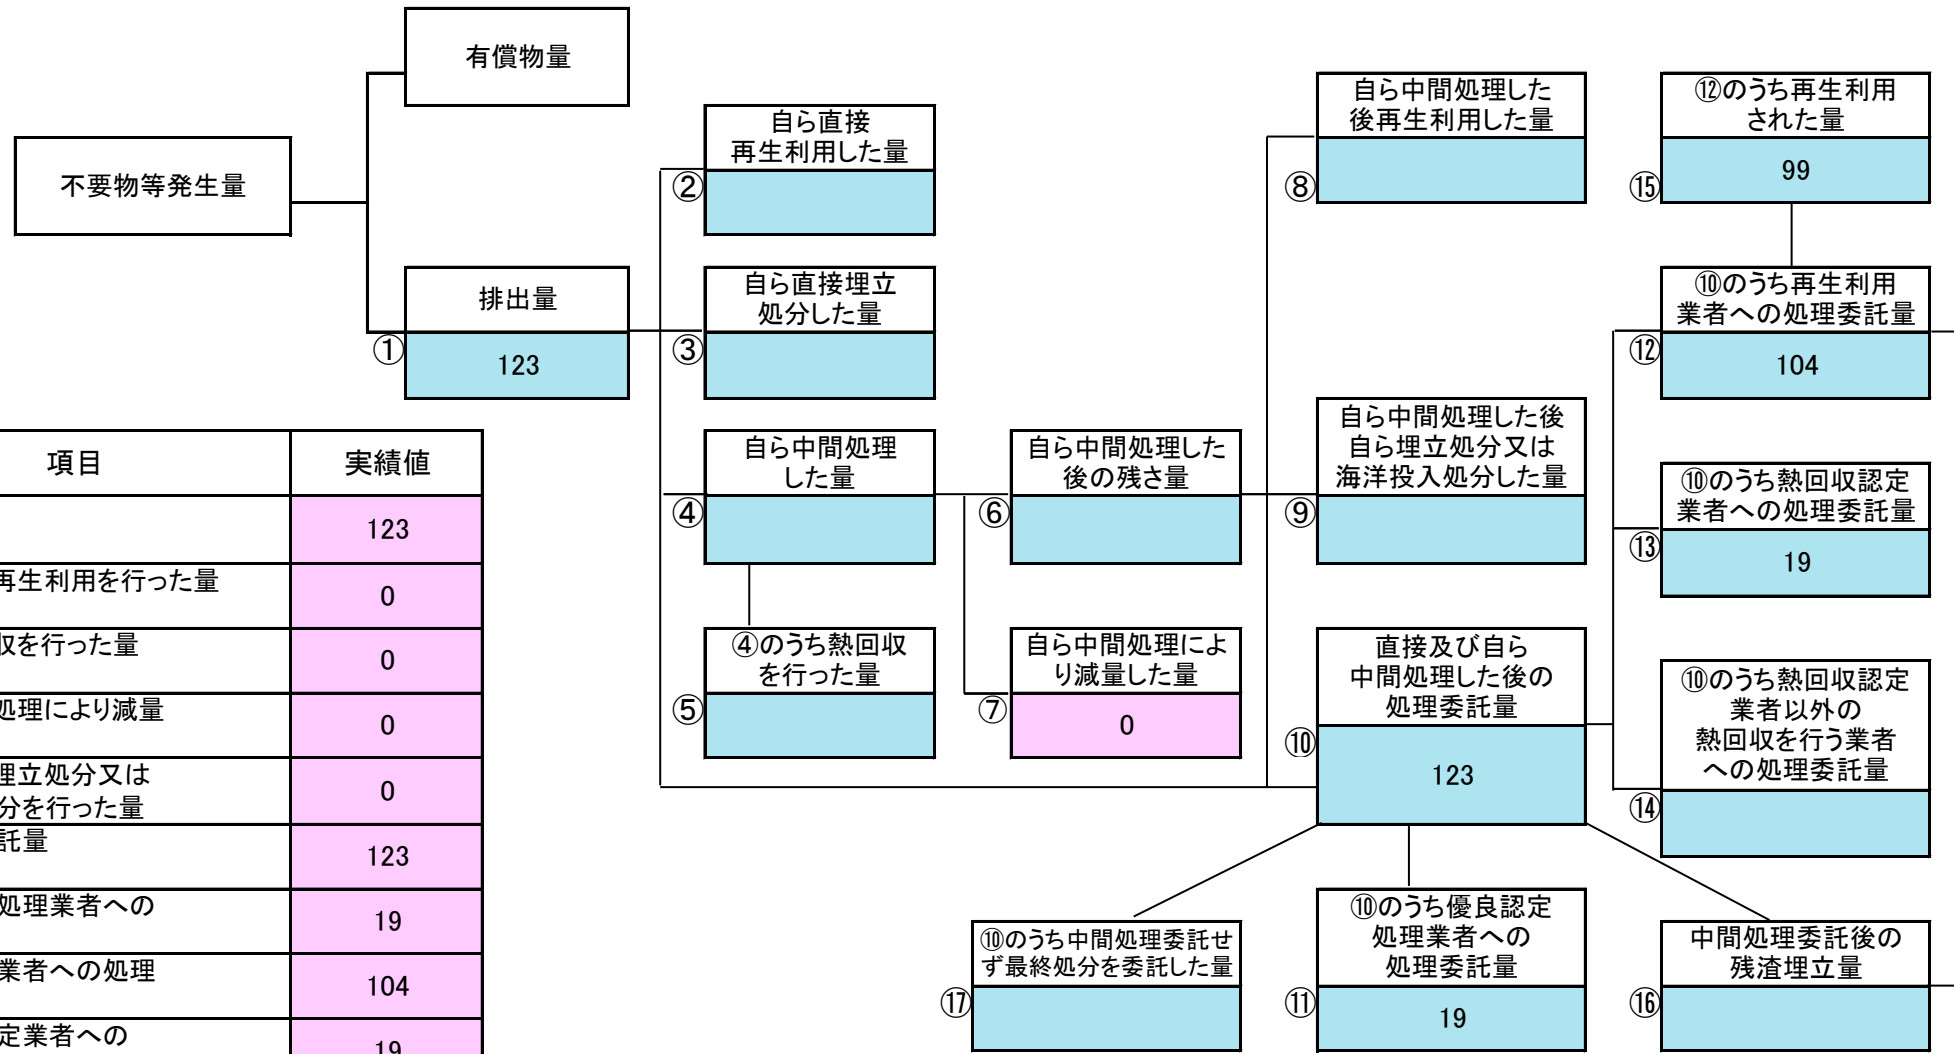 有償物量
不要物等発生量
排出量
①
123
自ら直接
再生利用した量
②
自ら直接埋立
処分した量
③
自ら中間処理
した量
④
④のうち熱回収
を行った量
⑤
自ら中間処理した
後の残さ量
⑥
自ら中間処理によ
り減量した量
⑦
0
自ら中間処理した
後再生利用した量
⑧
自ら中間処理した後
自ら埋立処分又は
海洋投入処分した量
⑨
直接及び自ら
中間処理した後の
処理委託量
⑩
123
⑫のうち再生利用
された量
⑮
99
⑩のうち再生利用
業者への処理委託量
⑫
104
⑩のうち熱回収認定
業者への処理委託量
⑬
19
⑩のうち熱回収認定
業者以外の
熱回収を行う業者
への処理委託量
⑭
⑩のうち中間処理委託せ
ず最終処分を委託した量
⑰
⑩のうち優良認定
処理業者への
処理委託量
⑪
19
中間処理委託後の
残渣埋立量
⑯
項目
実績値
123
再生利用を行った量
0
収を行った量
0
処理により減量
0
埋立処分又は
分を行った量
0
託量
123
処理業者への
19
業者への処理
104
定業者への
19